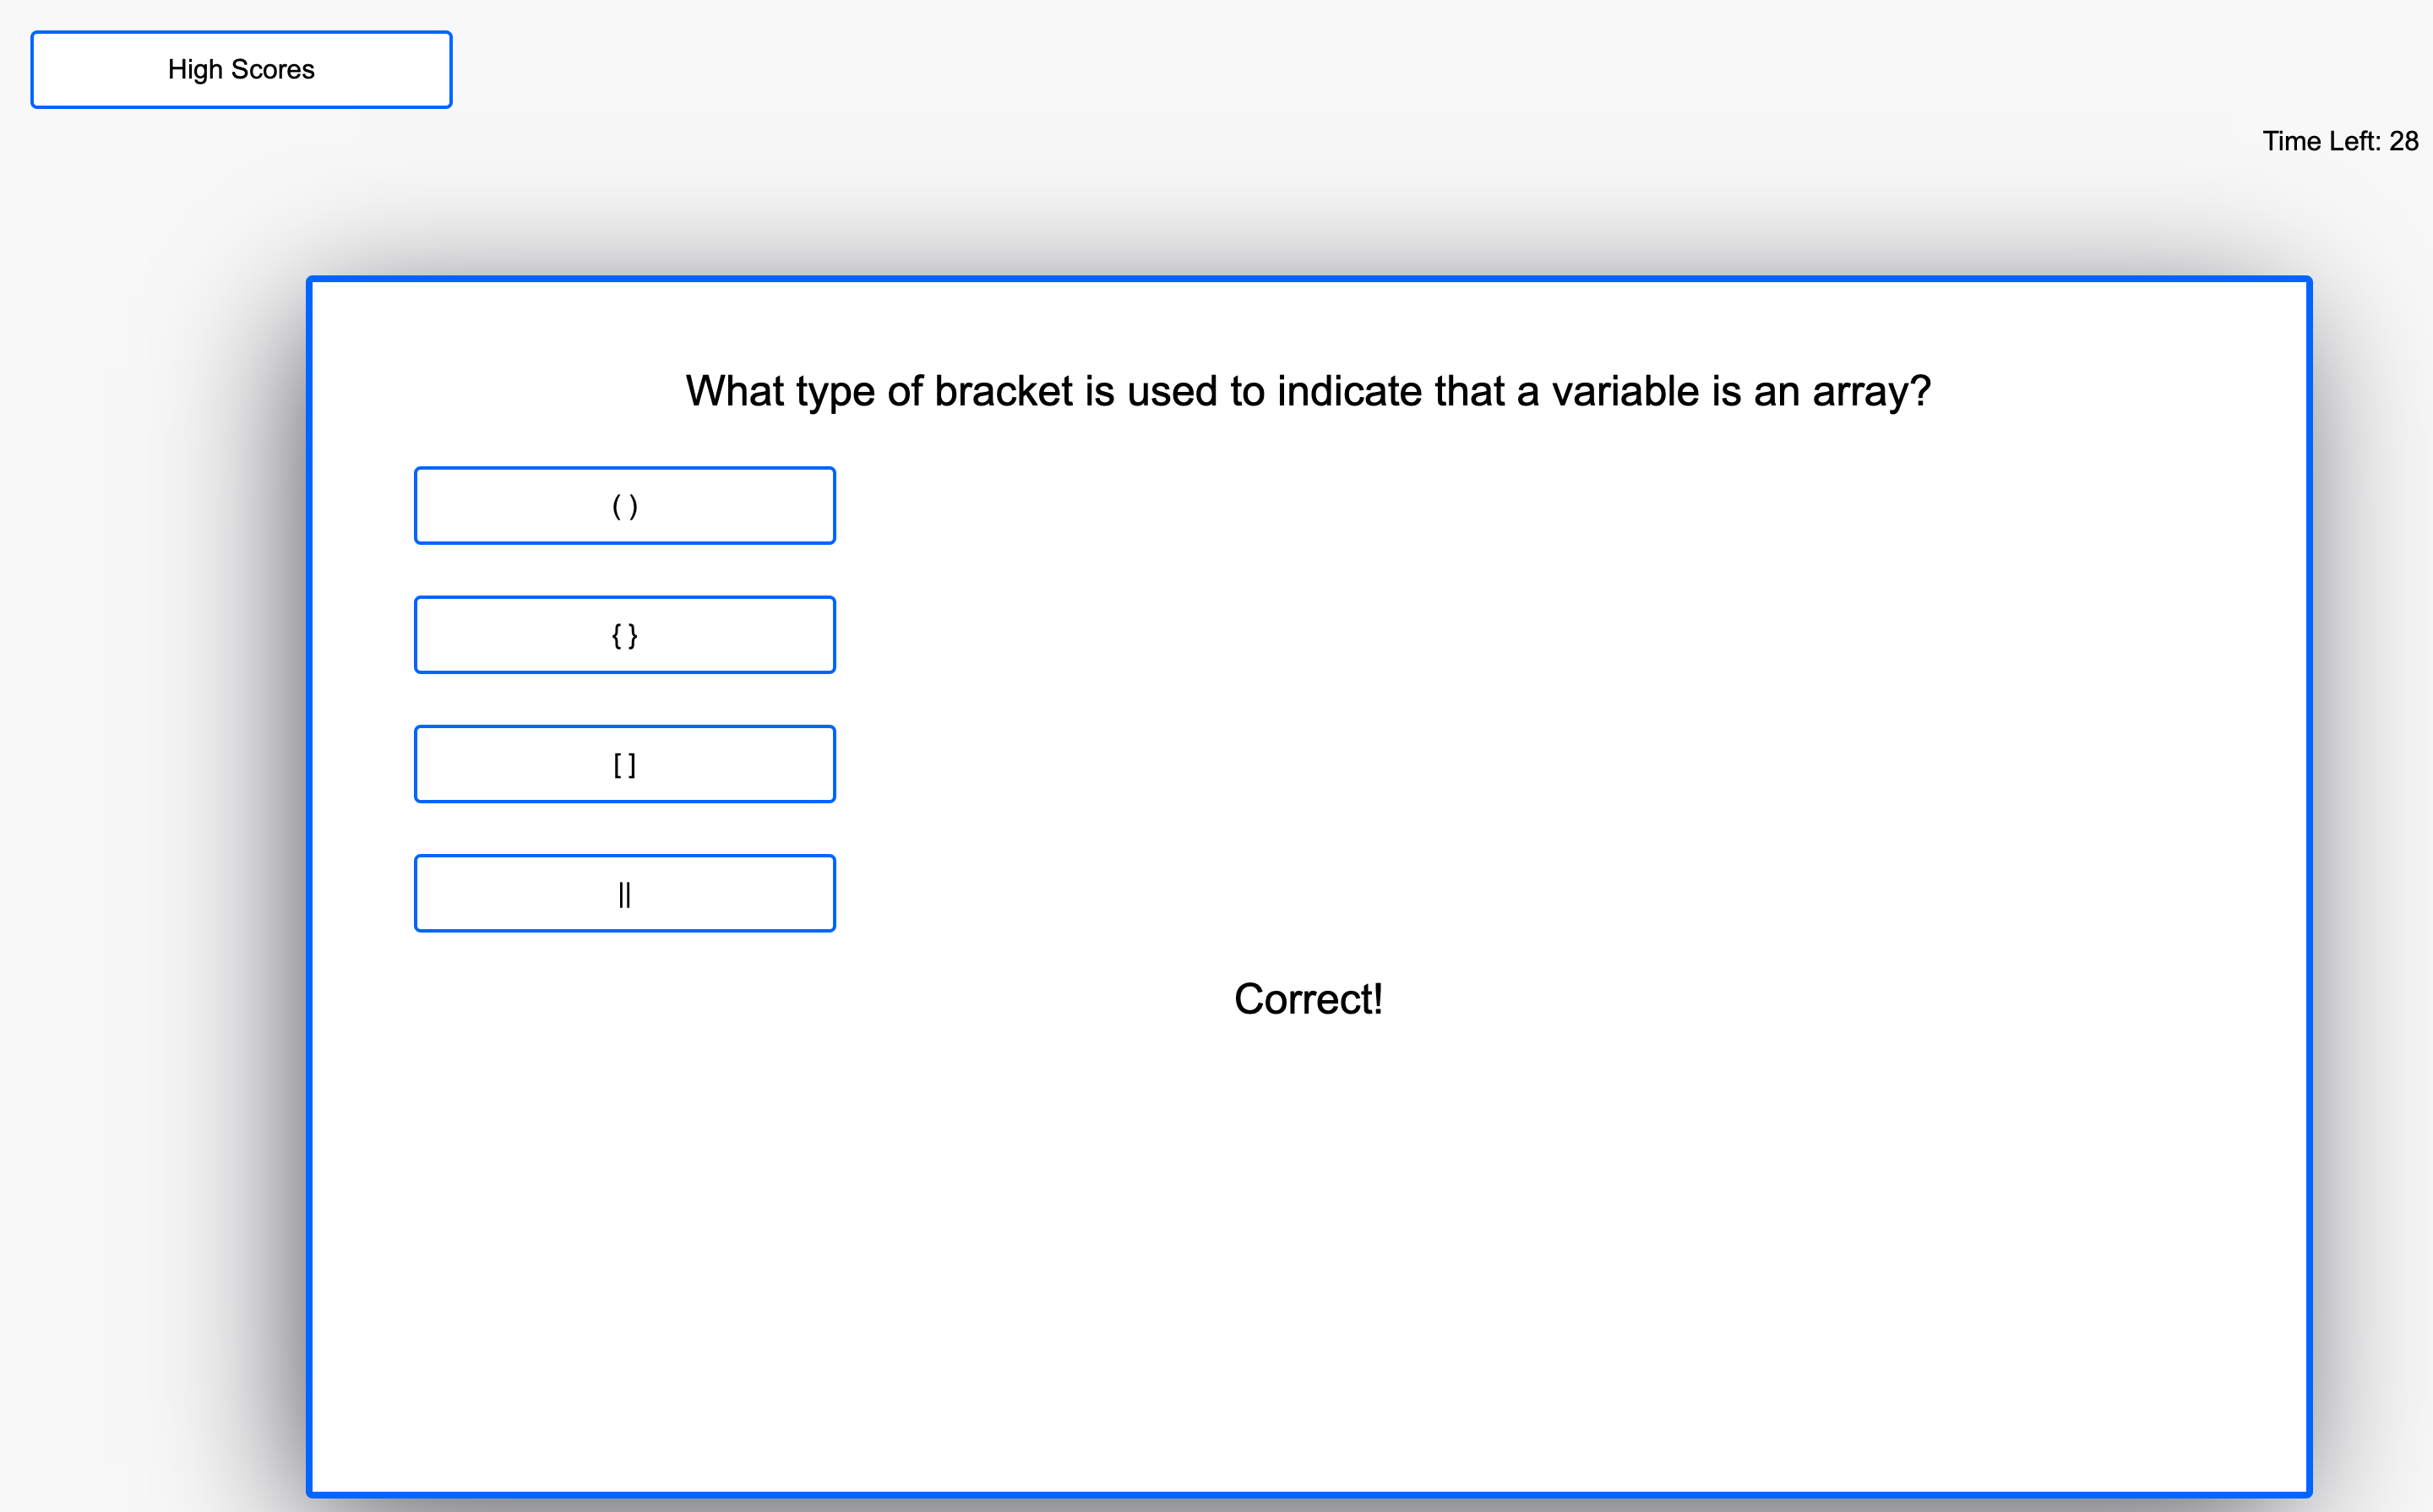 High Scores
Time Left: 28
What type of bracket is used to indicate that a variable is an array?
( )
{ }
[ ]
||
Correct!